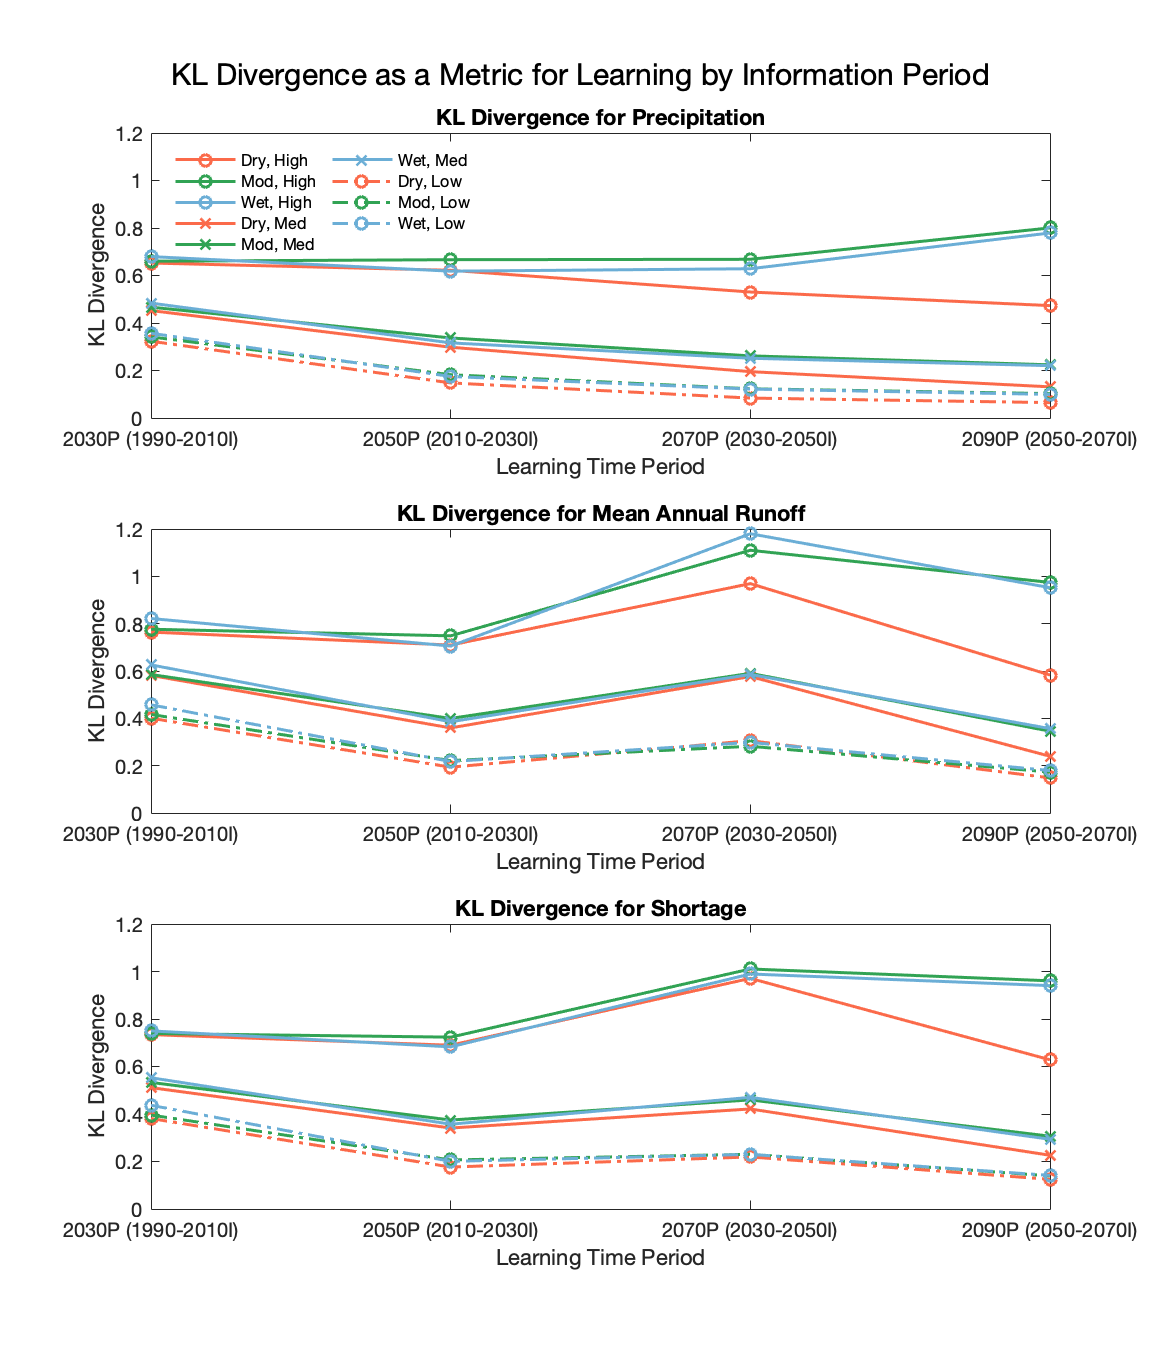 KL Divergence as a Metric for Learning by Information Period
KL Divergence for Precipitation
1.2
1
0.8
0.6
0.4
0.2
0
KL Divergence
Dry, High
Mod, High
Wet, High
Dry, Med
Mod, Med
Wet, Med
Dry, Low
Mod, Low
Wet, Low
2030P (1990-2010I)
2050P (2010-2030I)
2070P (2030-2050I)
2090P (2050-2070I)
Learning Time Period
KL Divergence for Mean Annual Runoff
1.2
1
0.8
0.6
0.4
0.2
0
KL Divergence
2030P (1990-2010I)
2050P (2010-2030I)
2070P (2030-2050I)
2090P (2050-2070I)
Learning Time Period
KL Divergence for Shortage
1.2
1
0.8
0.6
0.4
0.2
0
KL Divergence
2030P (1990-2010I)
2050P (2010-2030I)
2070P (2030-2050I)
2090P (2050-2070I)
Learning Time Period